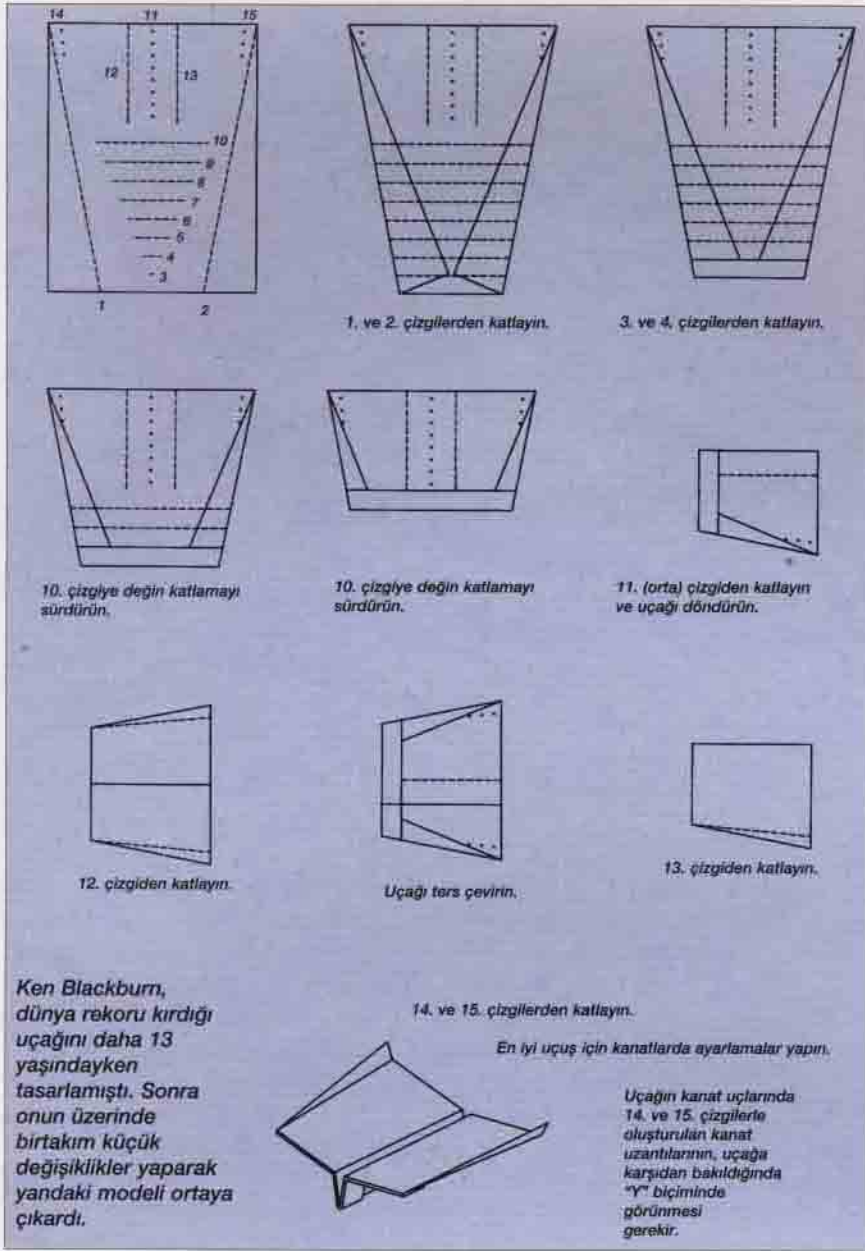 14 11 15
12 13
10
9
8
7
6
5
4
3
1 2
1. ve 2. çizgilerden katlayın.
3. ve 4. çizgilerden katlayın.
10. çizgiye değin katlamayı
sürdürün.
10. çizgiye değin katlamayı
sürdürün.
11. (orta) çizgiden katlayın
ve uçağı döndürün.
12. çizgiden katlayın.
Uçağı ters çevirin.
13. çizgiden katlayın.
Ken Blackburn,
dünya rekoru kırdığı
uçağını daha 13
yaşındayken
tasarlamıştı. Sonra
onun üzerinde
birtakım küçük
değişiklikler yaparak
yandaki modeli ortaya
çıkardı.
14. ve 15. çizgilerden katlayın.
En iyi uçuş için kanatlarda ayarlamalar yapın.
Uçağın kanat uçlarında
14. ve 15. çizgilerle
oluşturulan kanat
uzantılarının, uçağa
karşıdan bakıldığında
"Y" biçiminde
görünmesi
gerekir.